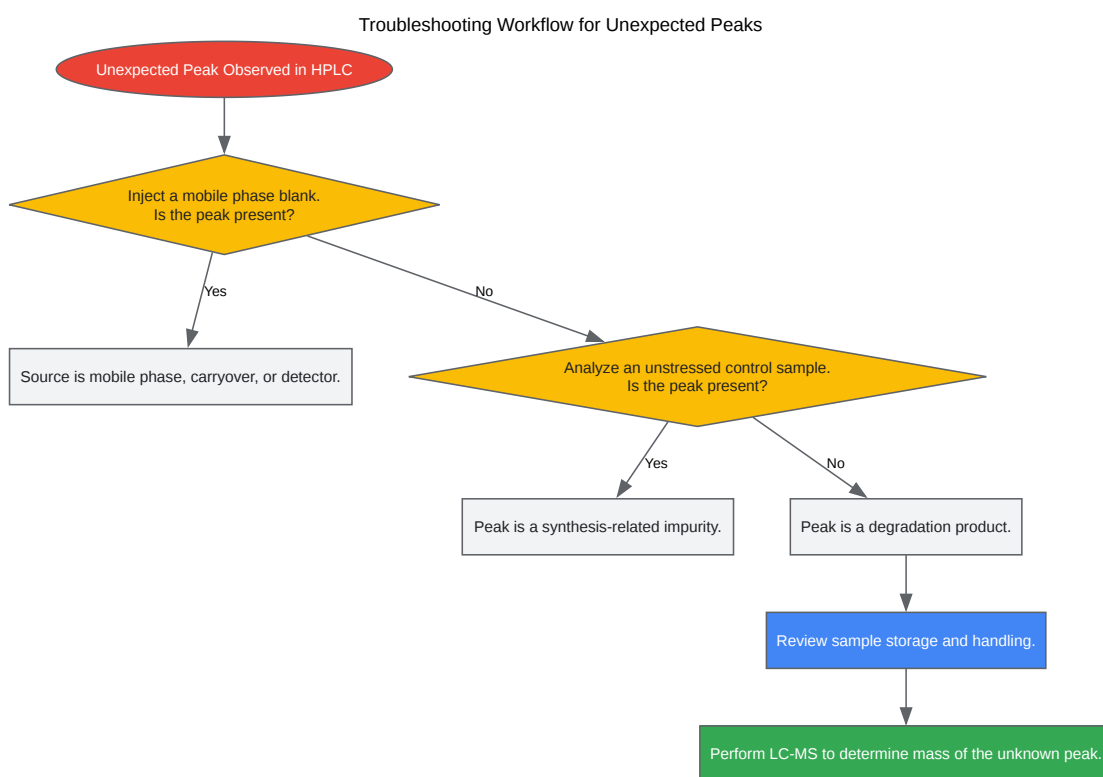 Troubleshooting Workflow for Unexpected Peaks
Unexpected Peak Observed in HPLC
Inject a mobile phase blank.
Is the peak present?
Yes
No
Source is mobile phase, carryover, or detector.
Analyze an unstressed control sample.
Is the peak present?
Yes
No
Peak is a synthesis-related impurity.
Peak is a degradation product.
Review sample storage and handling.
Perform LC-MS to determine mass of the unknown peak.